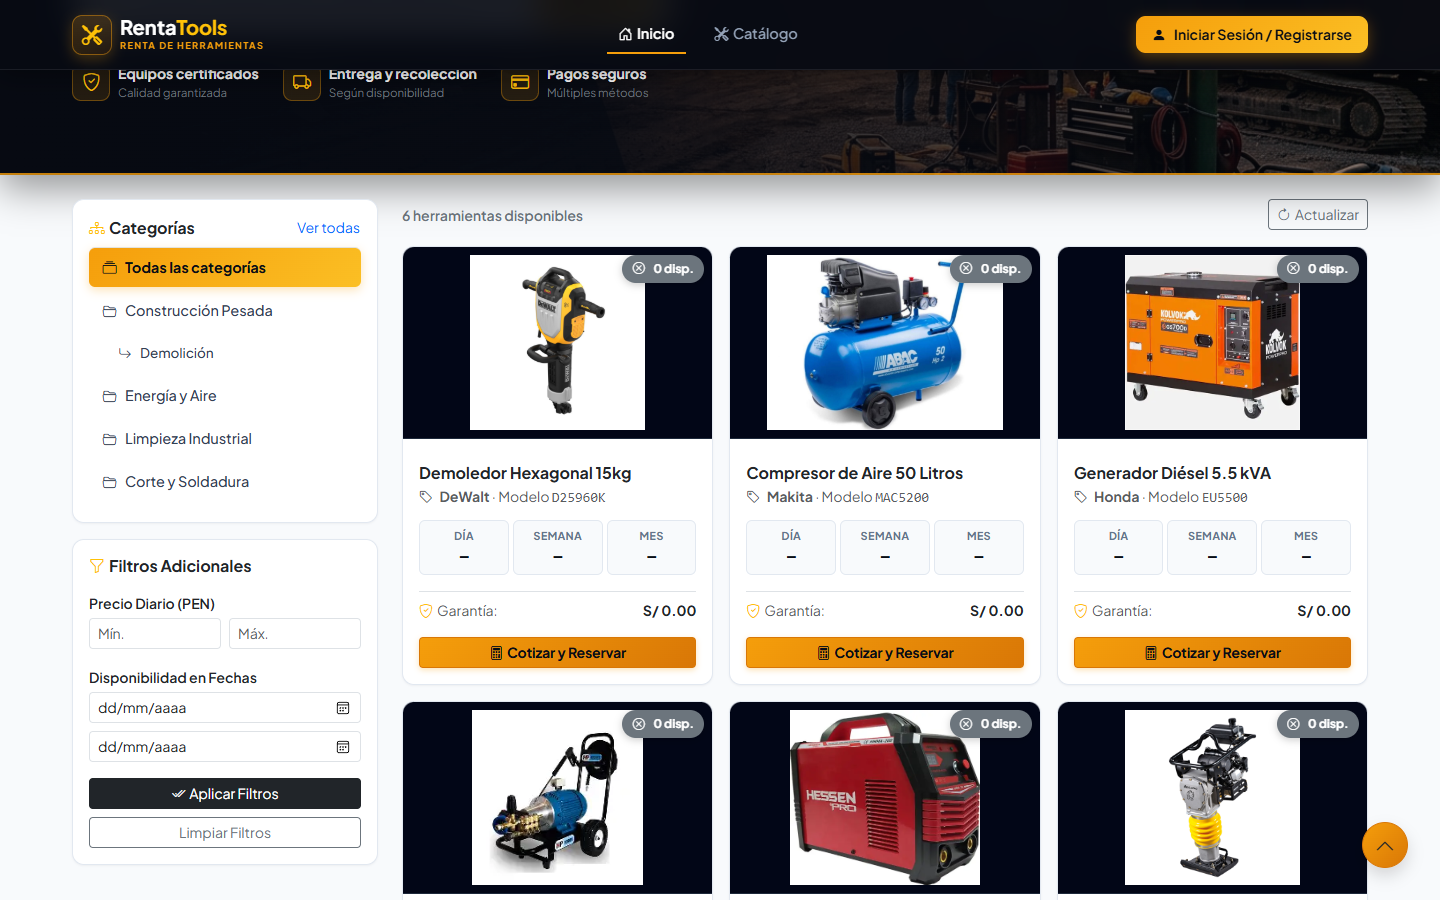 RentaTools
RENTA DE HERRAMIENTAS
Inicio
Catálogo
Iniciar Sesión / Registrarse
Equipos certificados
Calidad garantizada
Entrega y recolección
Según disponibilidad
Pagos seguros
Múltiples métodos
Categorías
Ver todas
Todas las categorías
Construcción Pesada
Demolición
Energía y Aire
Limpieza Industrial
Corte y Soldadura
Filtros Adicionales
Precio Diario (PEN)
Mín.
Máx.
Disponibilidad en Fechas
dd/mm/aaaa
dd/mm/aaaa
Aplicar Filtros
Limpiar Filtros
6 herramientas disponibles
Actualizar
0 disp.
DEWALT
Demoledor Hexagonal 15kg
DeWalt · Modelo D25960K
DÍA
SEMANA
MES
–
–
–
Garantía:
S/ 0.00
Cotizar y Reservar
0 disp.
ABAC
50
Hp 2
Compresor de Aire 50 Litros
Makita · Modelo MAC5200
DÍA
SEMANA
MES
–
–
–
Garantía:
S/ 0.00
Cotizar y Reservar
0 disp.
KOLVOK
KOLVOK
Generador Diésel 5.5 kVA
Honda · Modelo EU5500
DÍA
SEMANA
MES
–
–
–
Garantía:
S/ 0.00
Cotizar y Reservar
0 disp.
0 disp.
HESSEN
PRO
0 disp.